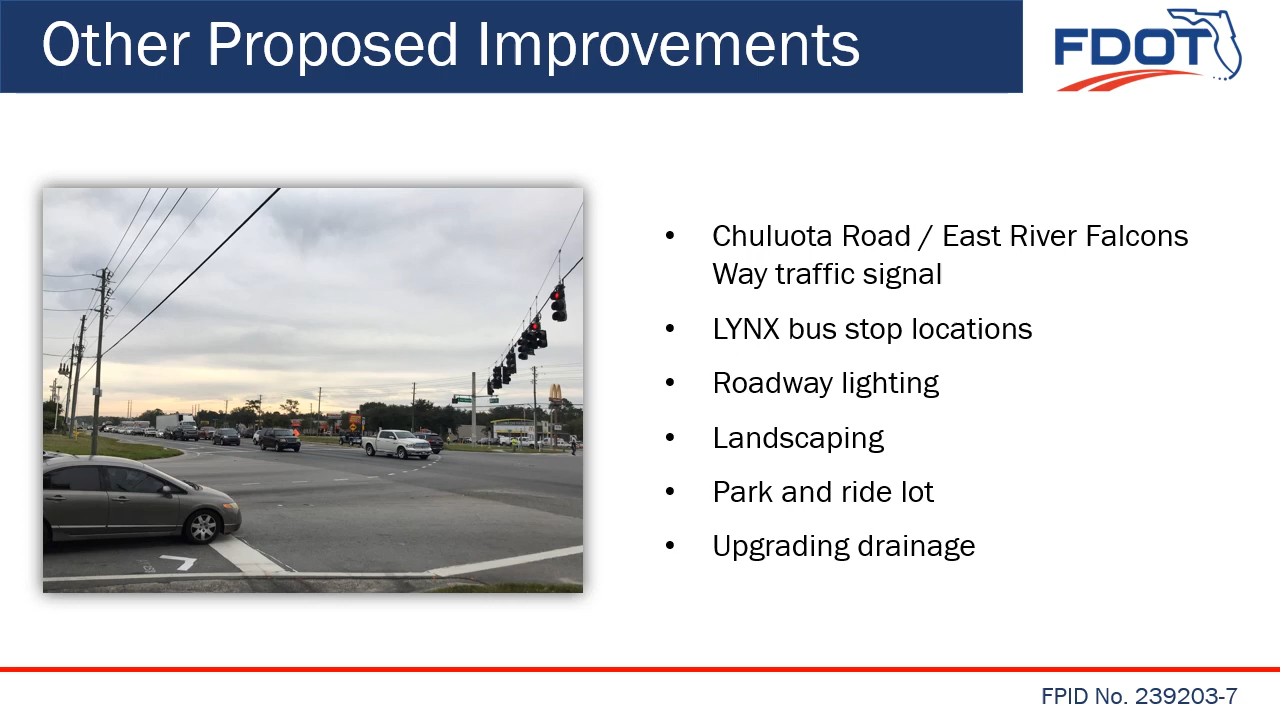 Other Proposed Improvements
FDOT
• Chuluota Road / East River Falcons
Way traffic signal
• LYNX bus stop locations
• Roadway lighting
• Landscaping
• Park and ride lot
• Upgrading drainage
FPID No. 239203-7